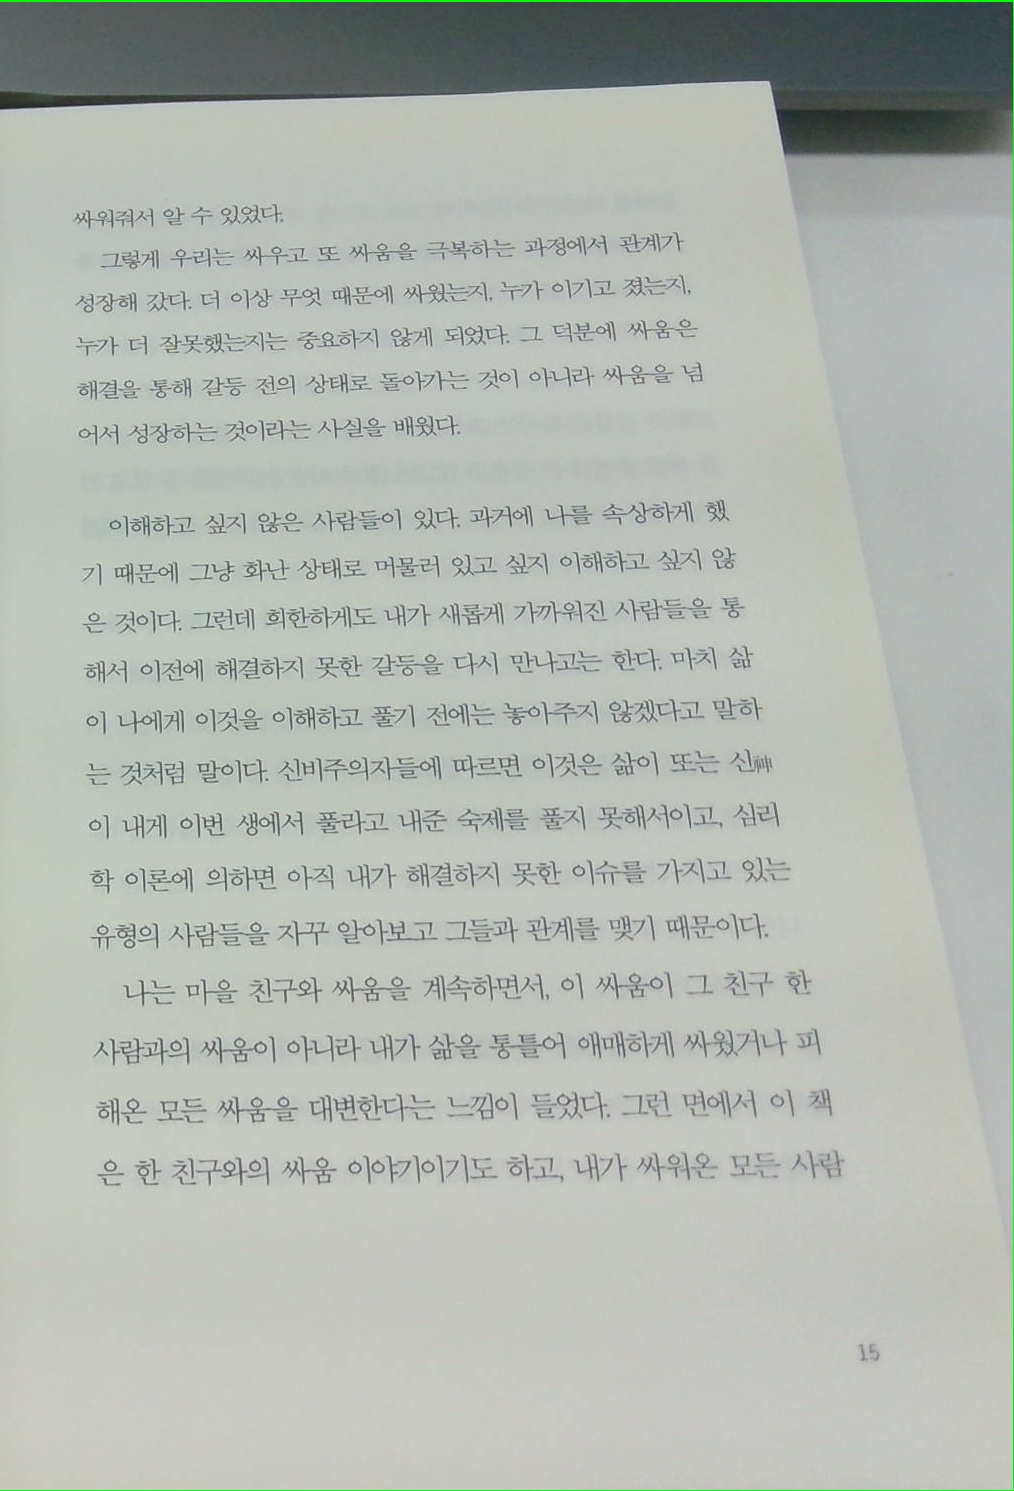 싸워줘서 알 수 있었다.
그렇게 우리는 싸우고 또 싸움을 극복하는 과정에서 관계가
성장해 갔다. 더 이상 무엇 때문에 싸웠는지, 누가 이기고 졌는지,
누가 더 잘못했는지는 중요하지 않게 되었다. 그 덕분에 싸움은
해결을 통해 갈등 전의 상태로 돌아가는 것이 아니라 싸움을 넘
어서 성장하는 것이라는 사실을 배웠다.
이해하고 싶지 않은 사람들이 있다. 과거에 나를 속상하게 했
기 때문에 그냥 화난 상태로 머물러 있고 싶지 이해하고 싶지 않
은 것이다. 그런데 희한하게도 내가 새롭게 가까워진 사람들을 통
해서 이전에 해결하지 못한 갈등을 다시 만나고는 한다. 마치 삶
이 나에게 이것을 이해하고 풀기 전에는 놓아주지 않겠다고 말하
는 것처럼 말이다. 신비주의자들에 따르면 이것은 삶이 또는 신神
이 내게 이번 생에서 풀라고 내준 숙제를 풀지 못해서이고, 심리
학 이론에 의하면 아직 내가 해결하지 못한 이슈를 가지고 있는
유형의 사람들을 자꾸 알아보고 그들과 관계를 맺기 때문이다.
나는 마을 친구와 싸움을 계속하면서, 이 싸움이 그 친구 한
사람과의 싸움이 아니라 내가 삶을 통틀어 애매하게 싸웠거나 피
해온 모든 싸움을 대변한다는 느낌이 들었다. 그런 면에서 이 책
은 한 친구와의 싸움 이야기이기도 하고, 내가 싸워온 모든 사람
15